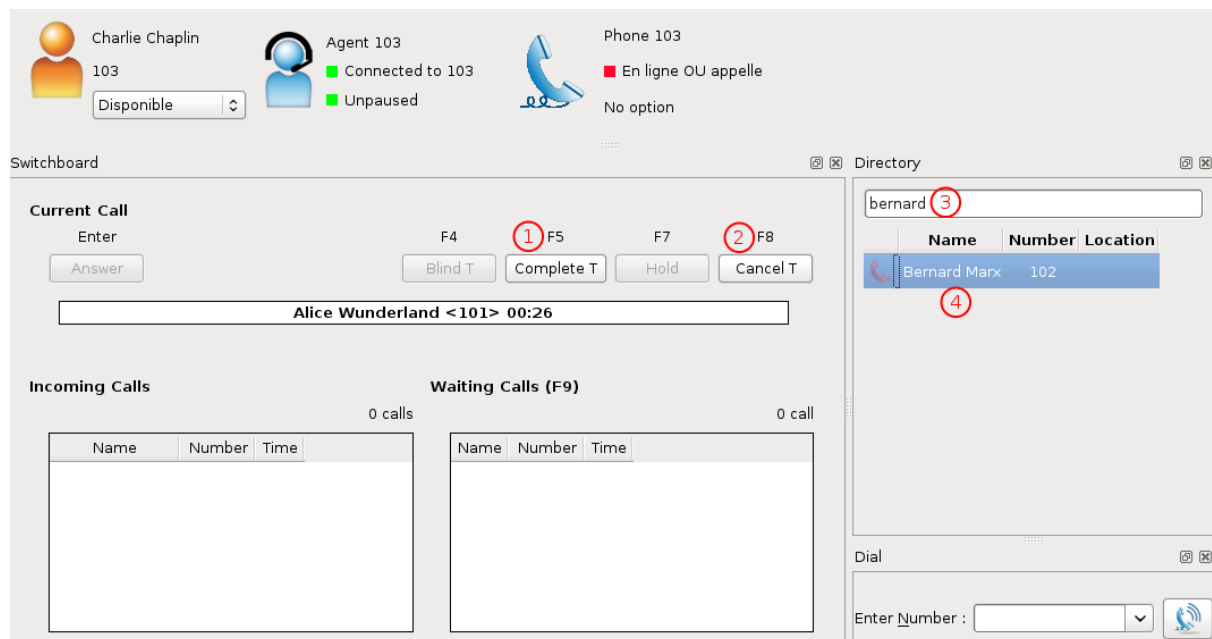 Charlie Chaplin
103
Disponible
Agent 103
Connected to 103
Unpaused
Phone 103
En ligne OU appelle
No option
Switchboard
Current Call
Enter F4 1 F5 F7 2 F8
Answer Blind T Complete T Hold Cancel T
Alice Wunderland <101> 00:26
Incoming Calls
0 calls
Name Number Time
Waiting Calls (F9)
0 call
Name Number Time
Directory
bernard 3
Name Number Location
Bernard Marx 102
4
Dial
Enter Number :